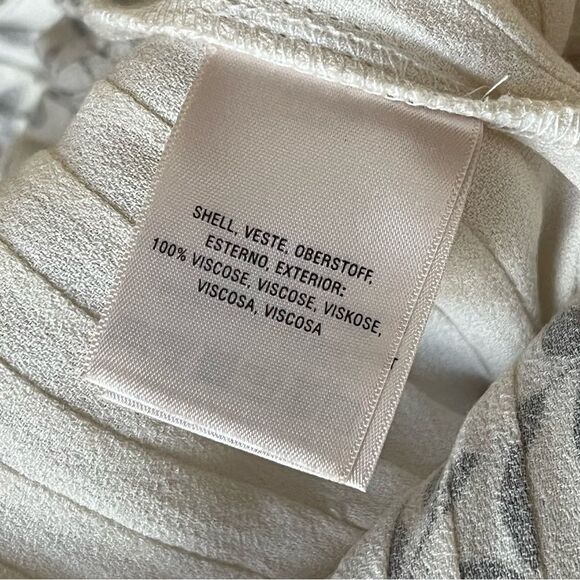 SHELL, VESTE, OBERSTOFF,
ESTERNO, EXTERIOR:
100% VISCOSE, VISCOSE, VISKOSE,
VISCOSA, VISCOSA
T